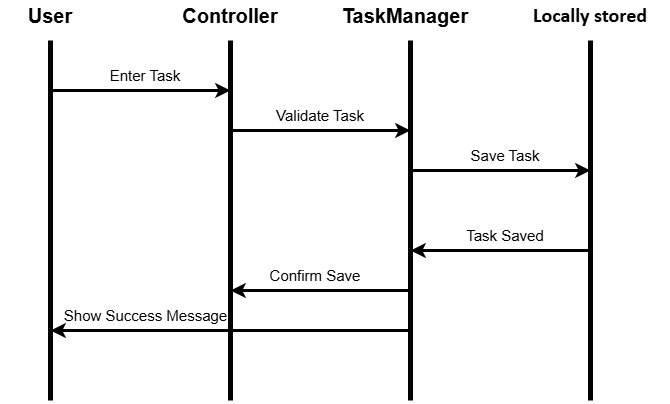 User
Controller
TaskManager
Locally stored
Enter Task
Validate Task
Save Task
Task Saved
Confirm Save
Show Success Message